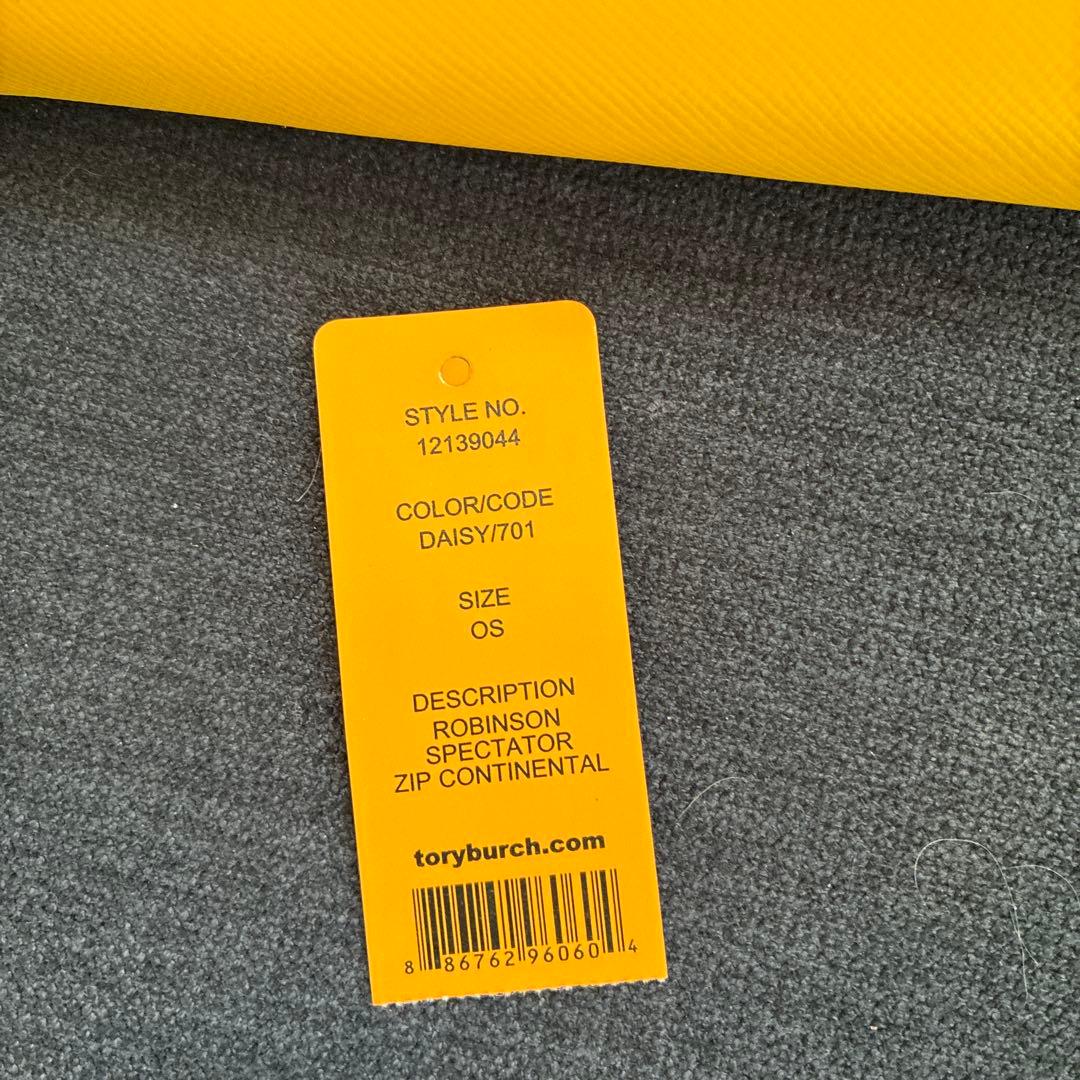 STYLE NO.
12139044
COLOR/CODE
DAISY/701
SIZE
OS
DESCRIPTION
ROBINSON
SPECTATOR
ZIP CONTINENTAL
toryburch.com
8 86762 96060 4